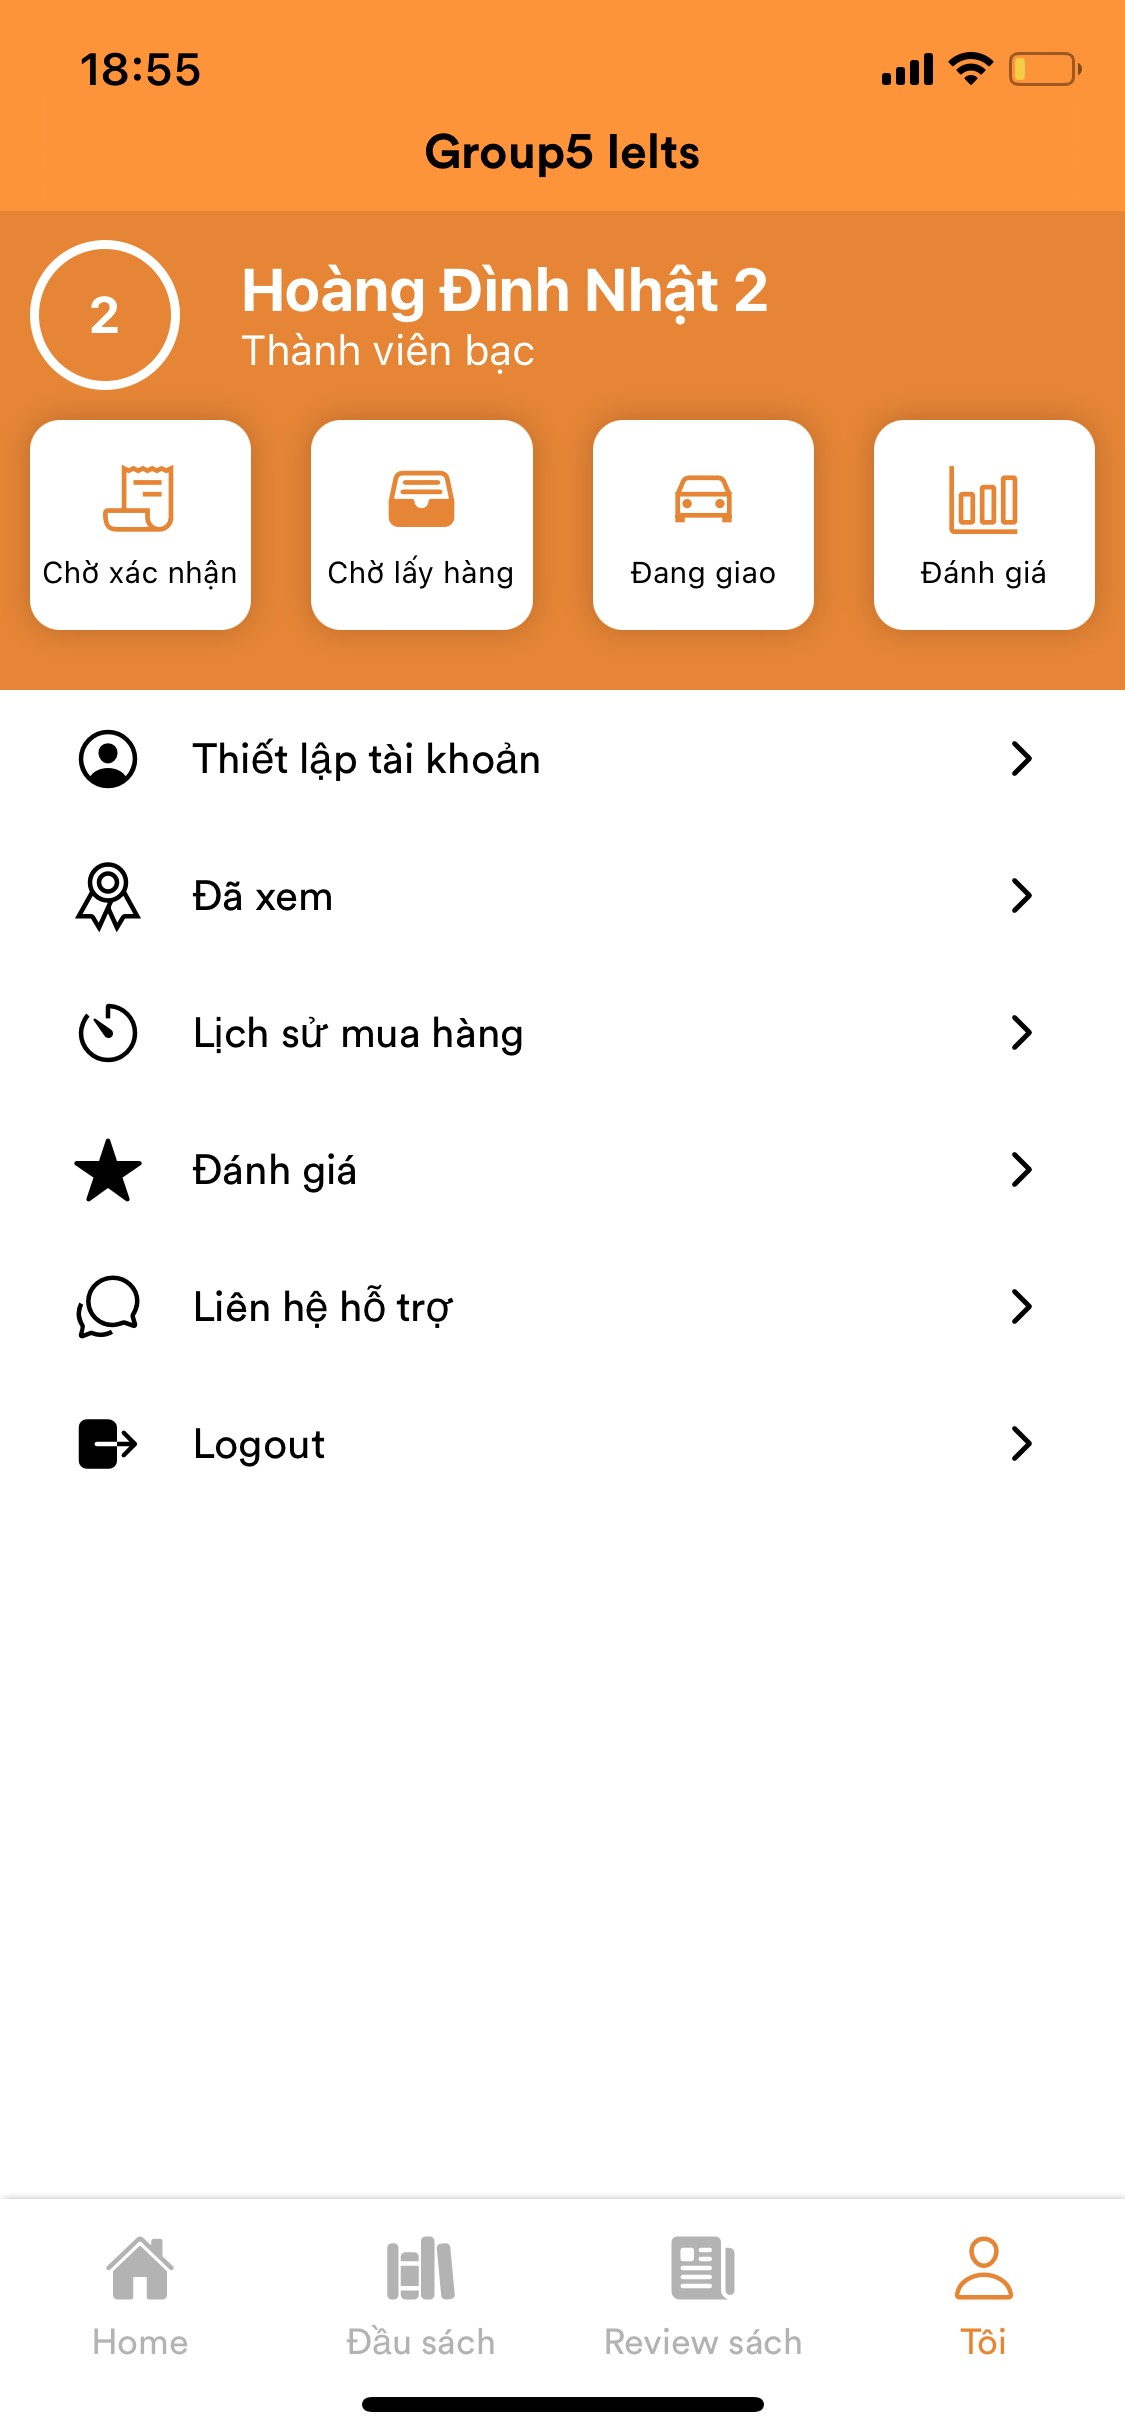 18:55
Group5 Ielts
2
Hoàng Đình Nhật 2
Thành viên bạc
Chờ xác nhận
Chờ lấy hàng
Đang giao
Đánh giá
Thiết lập tài khoản
Đã xem
Lịch sử mua hàng
Đánh giá
Liên hệ hỗ trợ
Logout
Home
Đầu sách
Review sách
Tôi